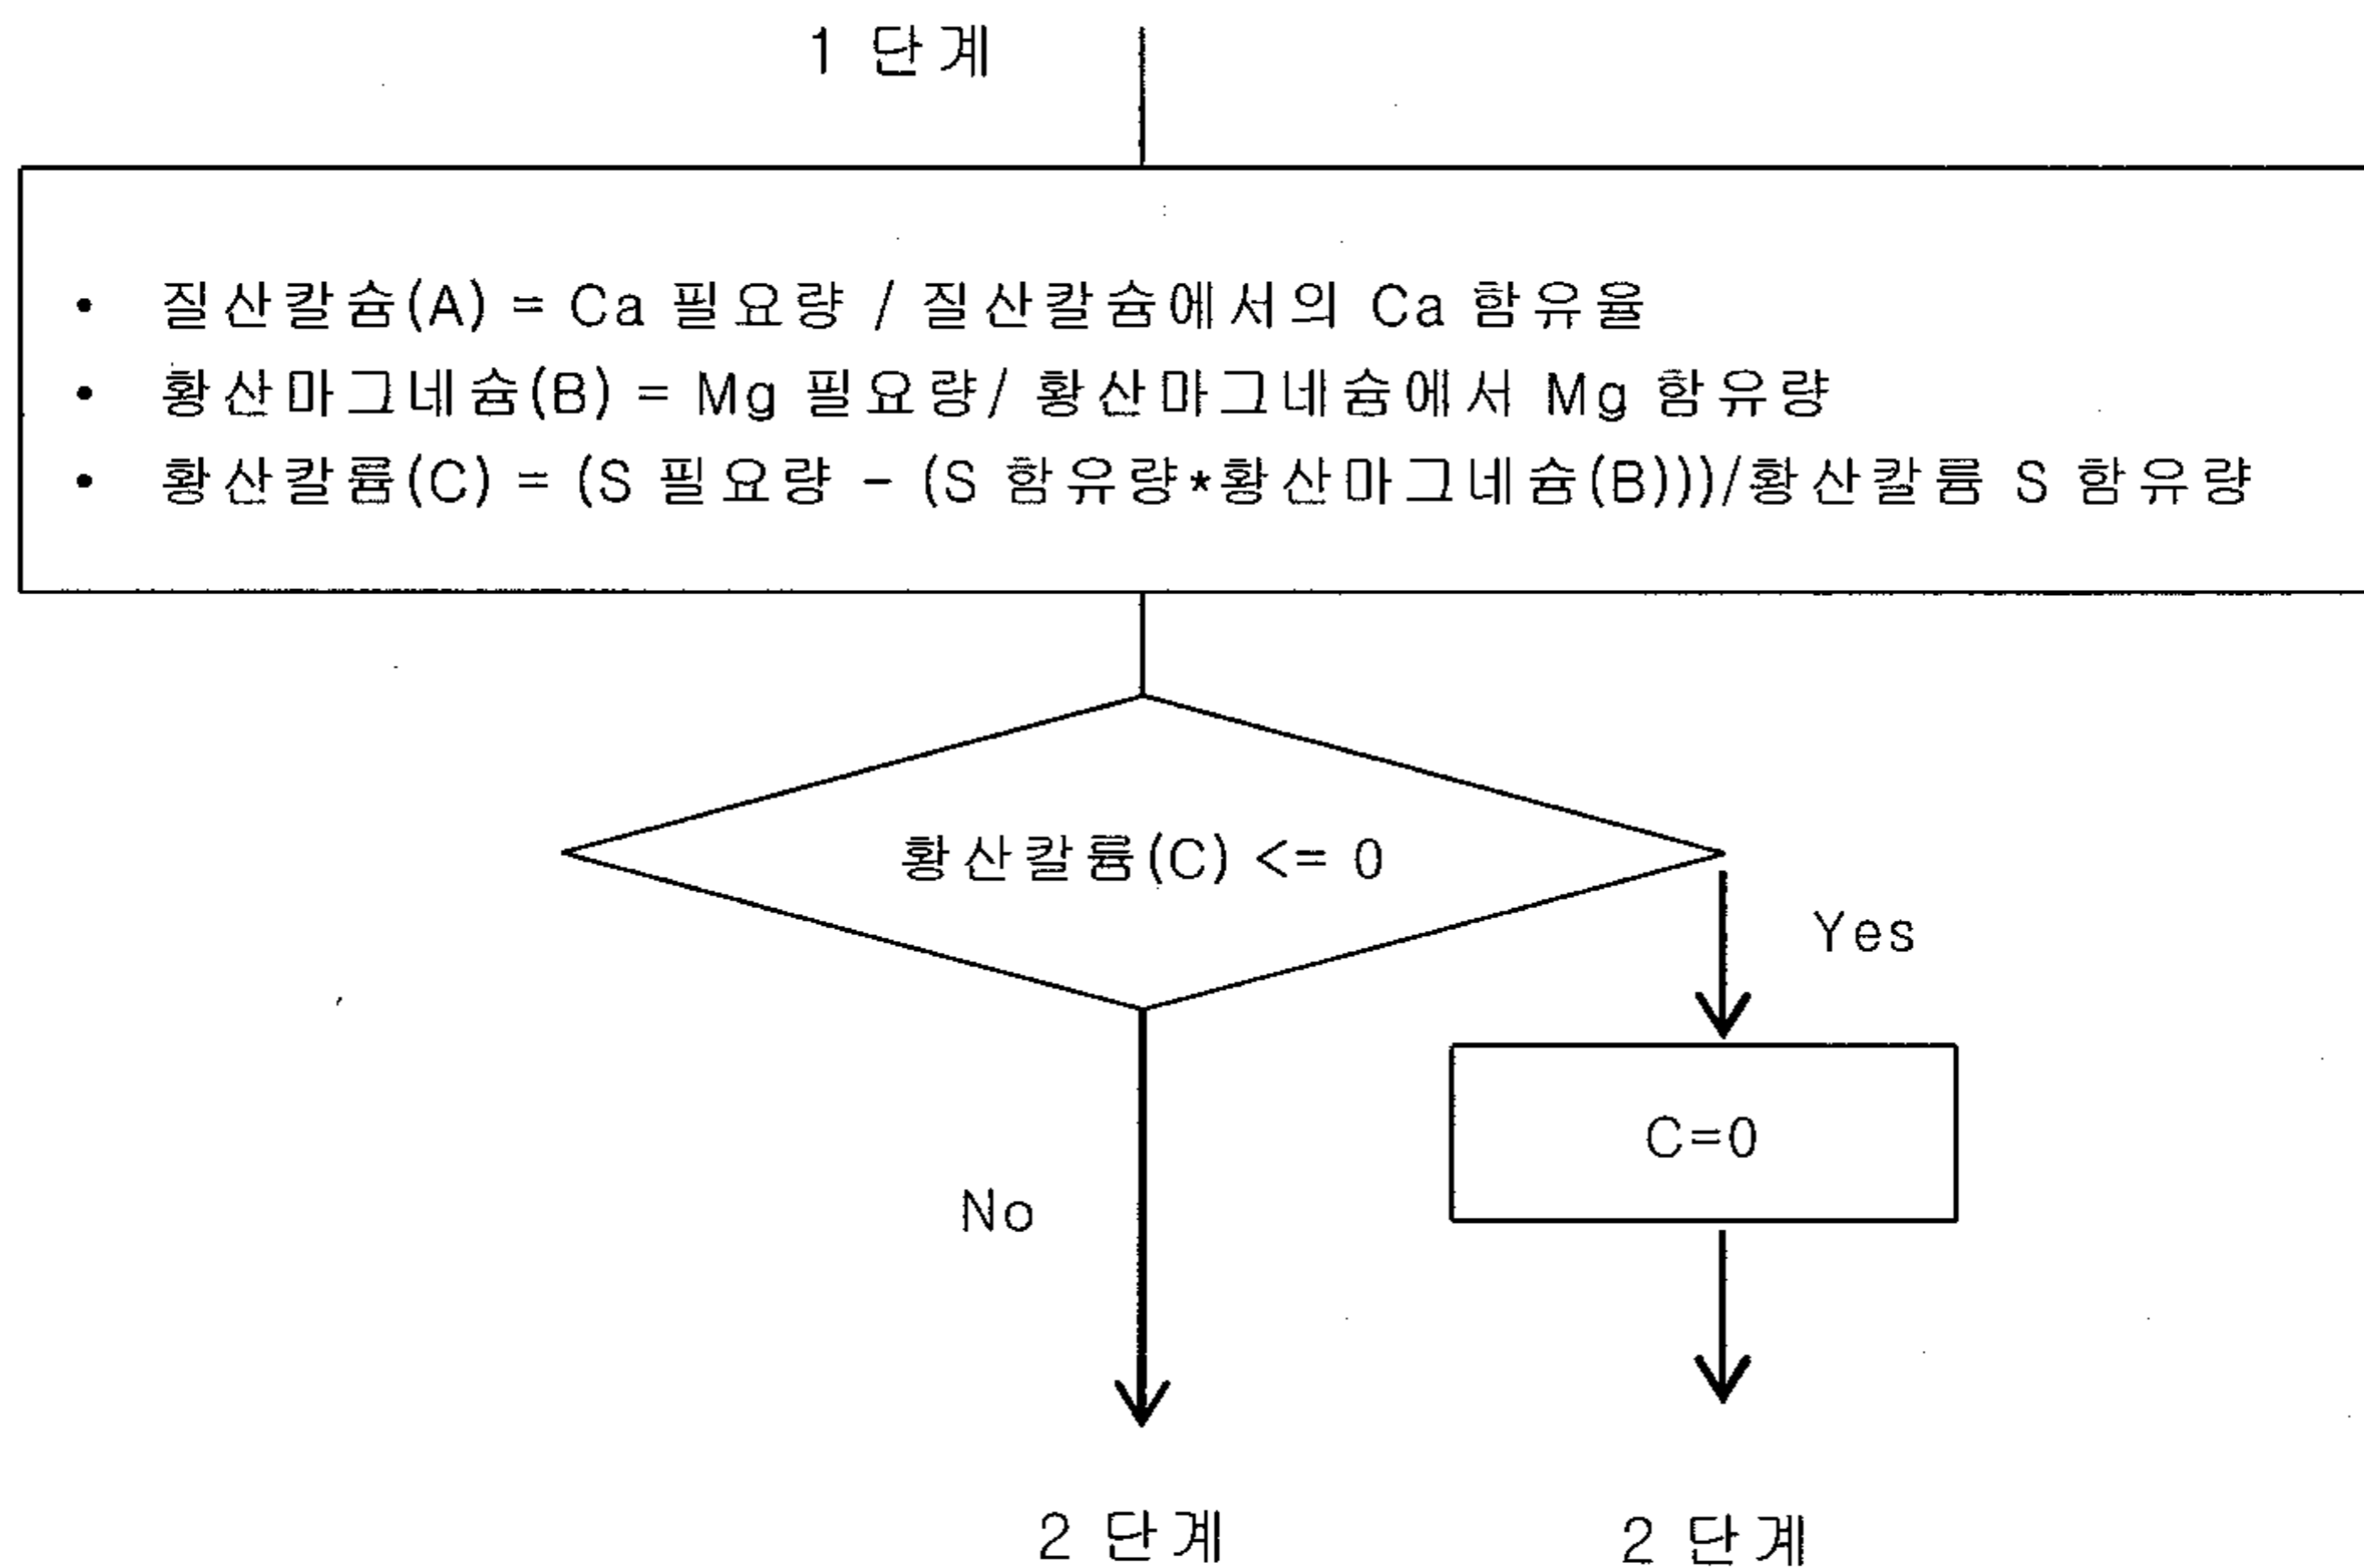 1 단계
• 질산칼슘(A) = Ca 필요량 / 질산칼슘에서의 Ca 함유율
• 황산마그네슘(B) = Mg 필요량/ 황산마그네슘에서 Mg 함유량
• 황산칼륨(C) = (S 필요량 - (S 함유량*황산마그네슘(B)))/황산칼륨 S 함유량
황산칼륨(C) <= 0
Yes
C=0
No
2 단계
2 단계